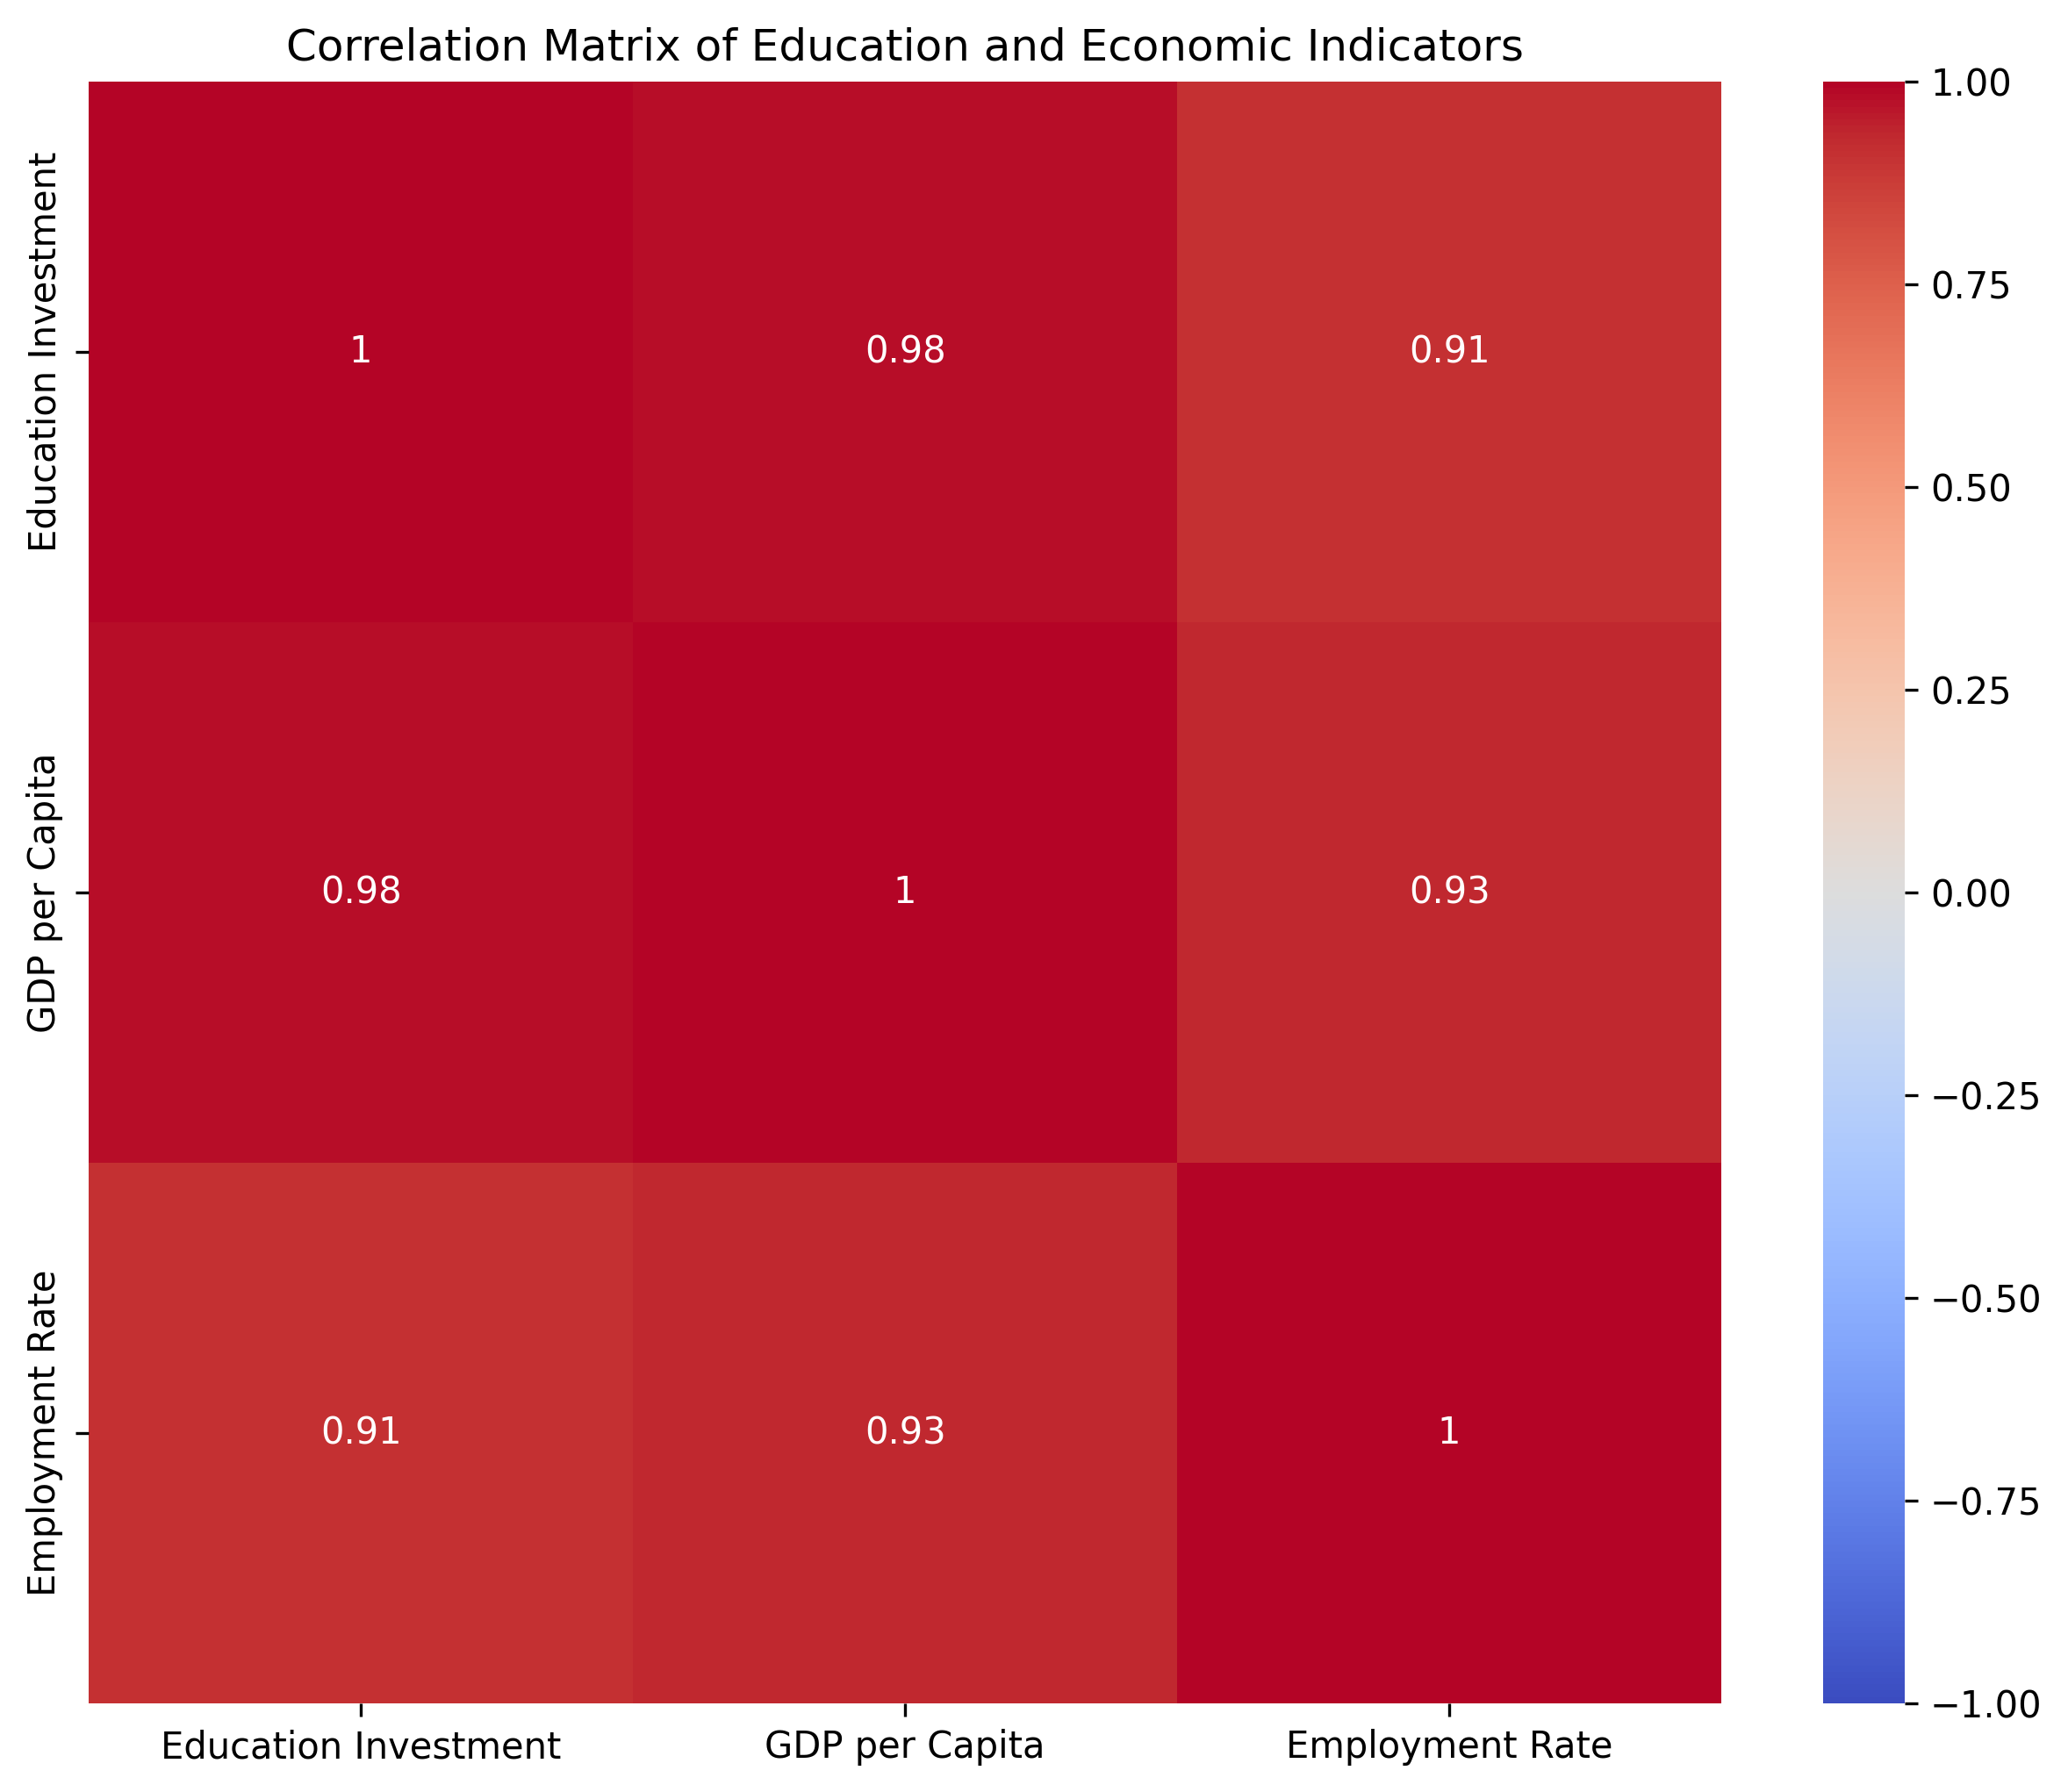 Correlation Matrix of Education and Economic Indicators
Education Investment
GDP per Capita
Employment Rate
1
0.98
0.91
0.98
1
0.93
0.91
0.93
1
Education Investment
GDP per Capita
Employment Rate
1.00
0.75
0.50
0.25
0.00
−0.25
−0.50
−0.75
−1.00